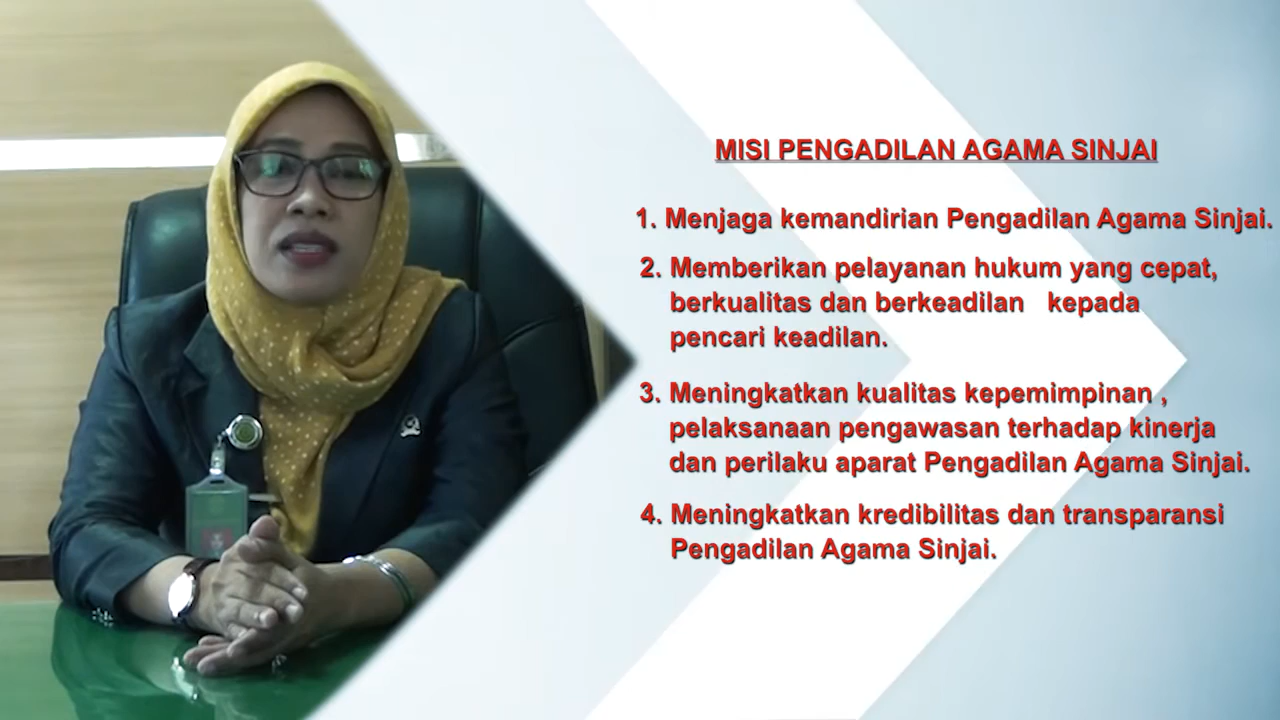 MISI PENGADILAN AGAMA SINJAI
1. Menjaga kemandirian Pengadilan Agama Sinjai.
2. Memberikan pelayanan hukum yang cepat,
berkualitas dan berkeadilan kepada
pencari keadilan.
3. Meningkatkan kualitas kepemimpinan ,
pelaksanaan pengawasan terhadap kinerja
dan perilaku aparat Pengadilan Agama Sinjai.
4. Meningkatkan kredibilitas dan transparansi
Pengadilan Agama Sinjai.